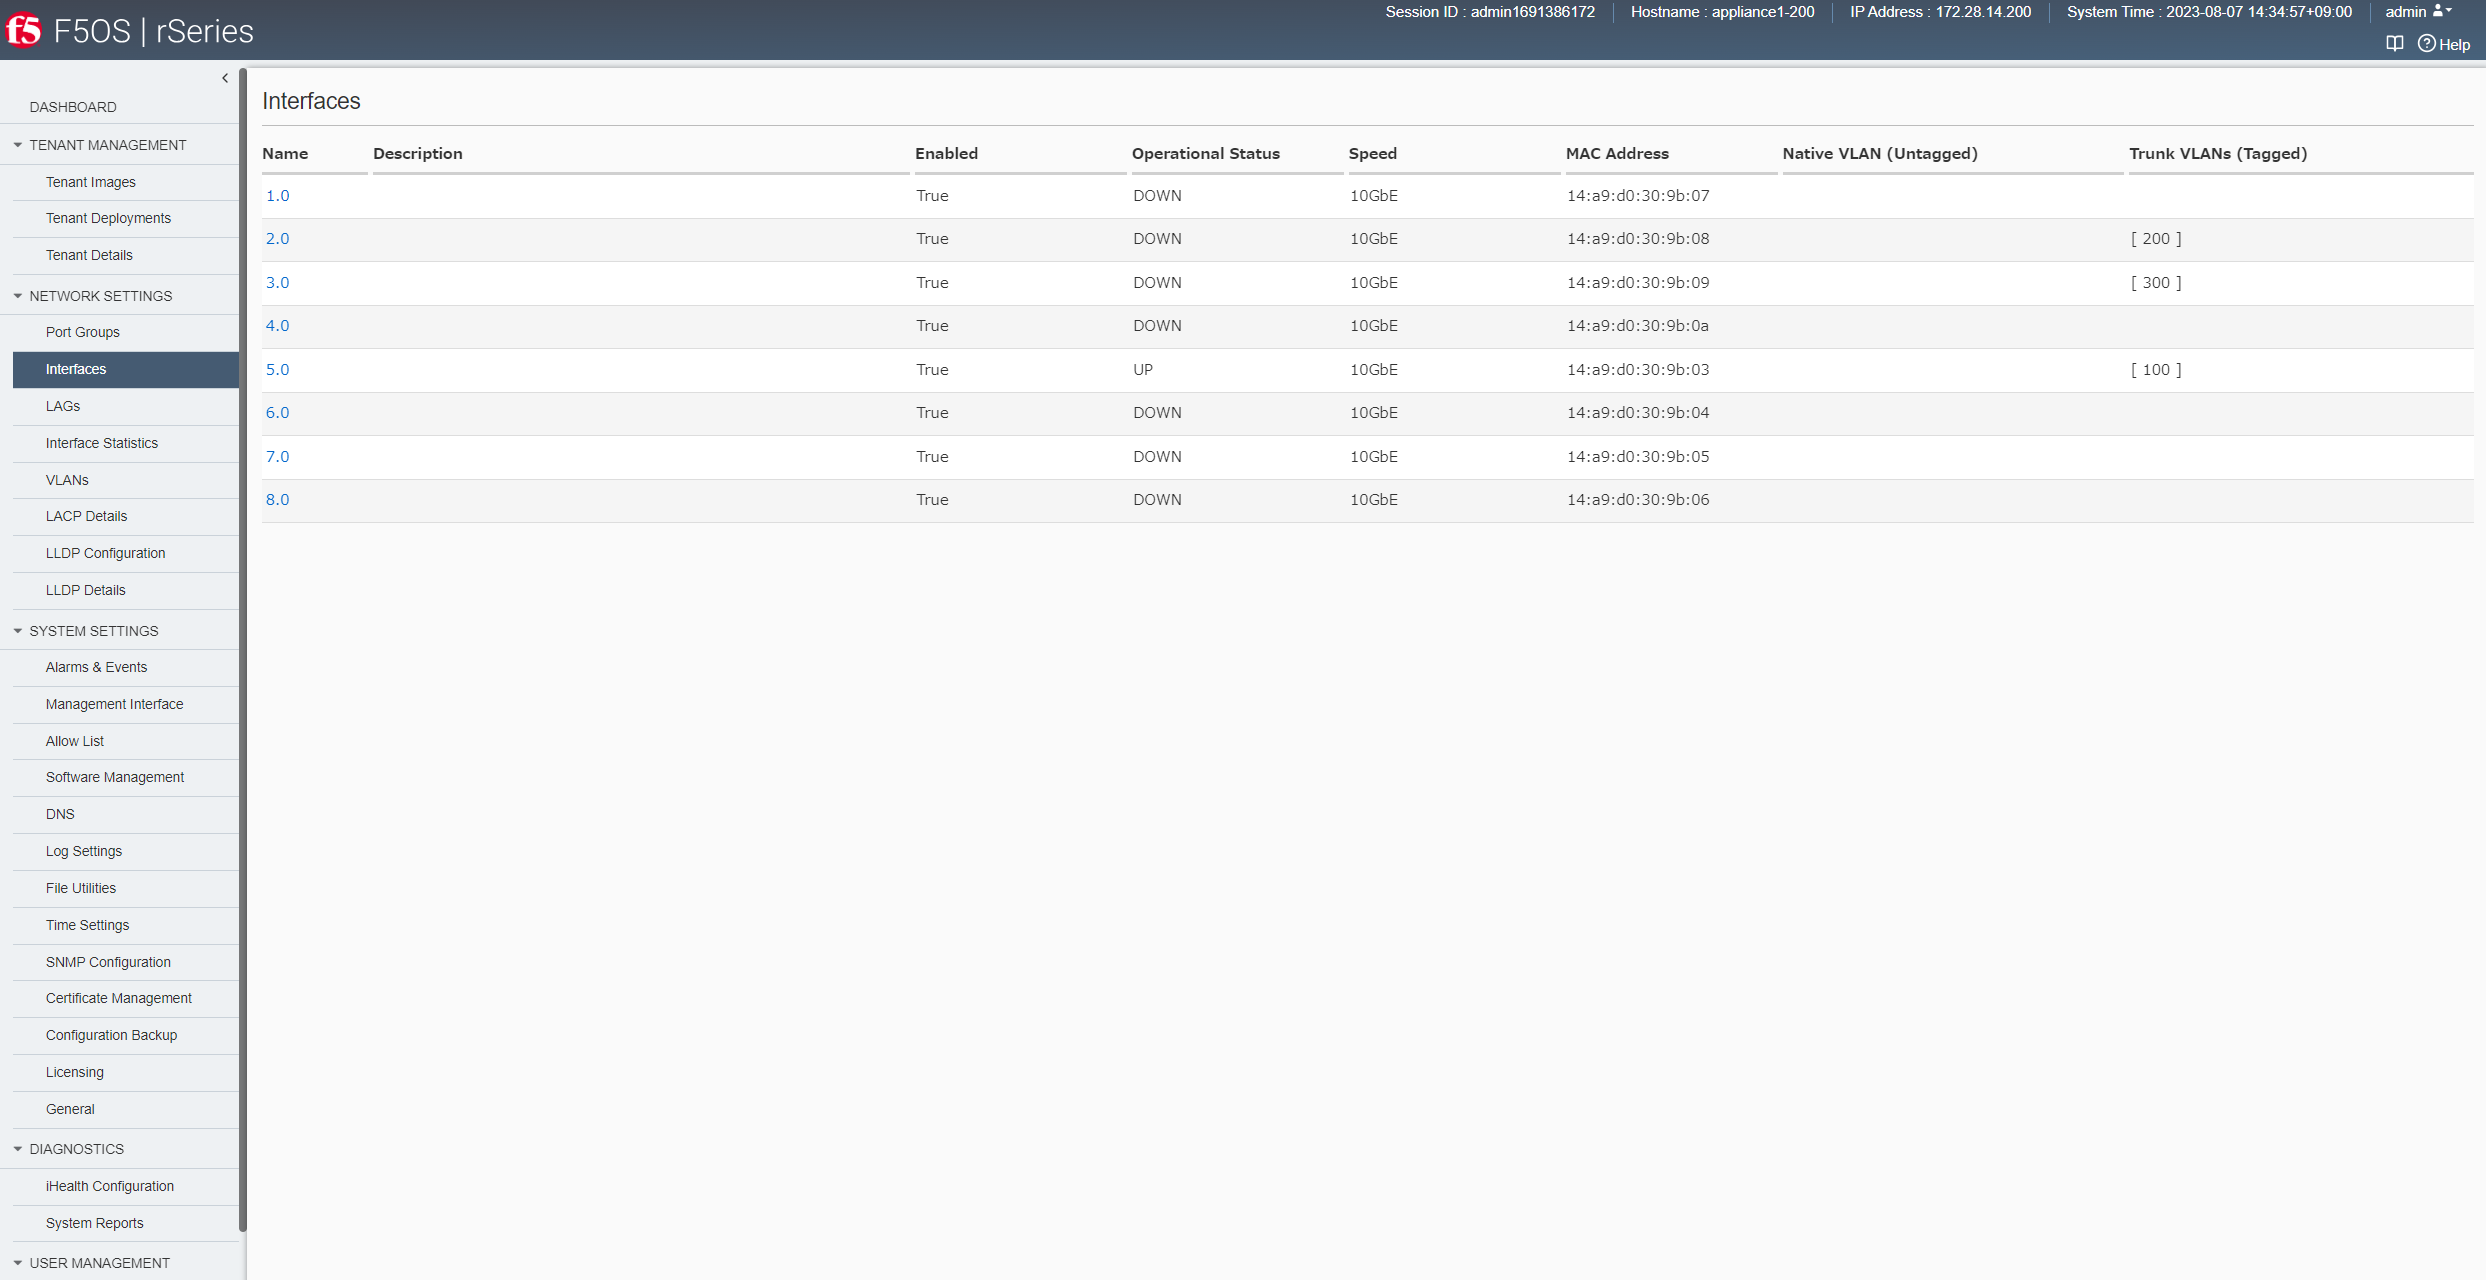 f5 F5OS | rSeries
Session ID : admin1691386172 Hostname : appliance1-200 IP Address : 172.28.14.200 System Time : 2023-08-07 14:34:57+09:00 admin
Help
DASHBOARD
TENANT MANAGEMENT
Tenant Images
Tenant Deployments
Tenant Details
NETWORK SETTINGS
Port Groups
Interfaces
LAGs
Interface Statistics
VLANs
LACP Details
LLDP Configuration
LLDP Details
SYSTEM SETTINGS
Alarms & Events
Management Interface
Allow List
Software Management
DNS
Log Settings
File Utilities
Time Settings
SNMP Configuration
Certificate Management
Configuration Backup
Licensing
General
DIAGNOSTICS
iHealth Configuration
System Reports
USER MANAGEMENT
Interfaces
Name Description Enabled Operational Status Speed MAC Address Native VLAN (Untagged) Trunk VLANs (Tagged)
1.0 True DOWN 10GbE 14:a9:d0:30:9b:07
2.0 True DOWN 10GbE 14:a9:d0:30:9b:08 [ 200 ]
3.0 True DOWN 10GbE 14:a9:d0:30:9b:09 [ 300 ]
4.0 True DOWN 10GbE 14:a9:d0:30:9b:0a
5.0 True UP 10GbE 14:a9:d0:30:9b:03 [ 100 ]
6.0 True DOWN 10GbE 14:a9:d0:30:9b:04
7.0 True DOWN 10GbE 14:a9:d0:30:9b:05
8.0 True DOWN 10GbE 14:a9:d0:30:9b:06